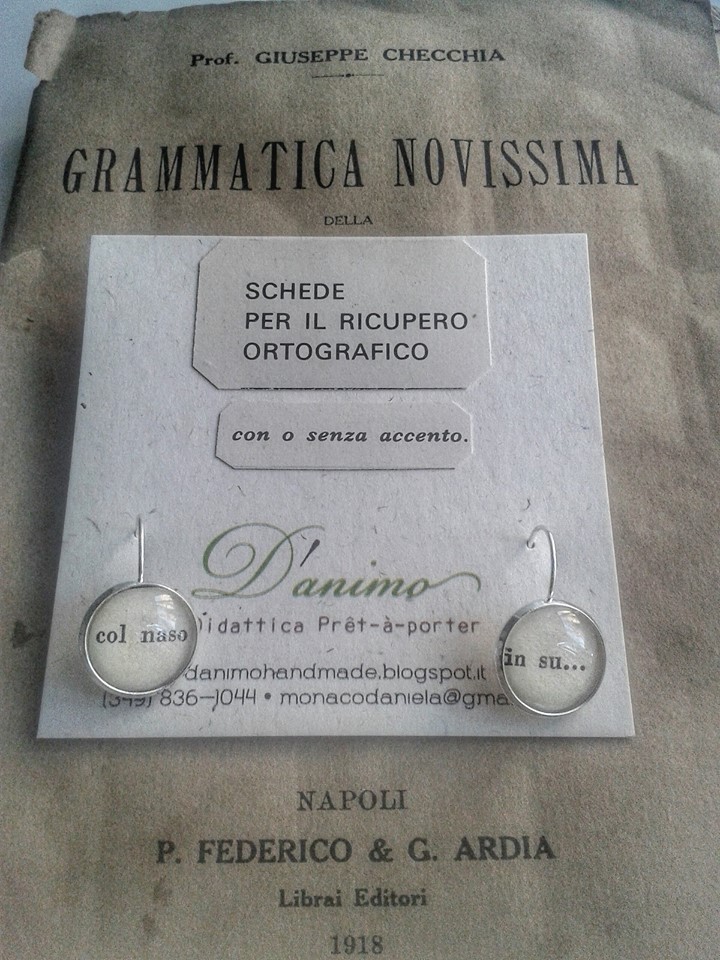 Prof. GIUSEPPE CHECCHIA
GRAMMATICA NOVISSIMA
DELLA
SCHEDE
PER IL RICUPERO
ORTOGRAFICO
con o senza accento.
D'animo
Didattica Prêt-à-porter
danimohandmade.blogspot.it
(349) 836-1044 • monacodaniela@gma
col naso
in su...
NAPOLI
P. FEDERICO & G. ARDIA
Librai Editori
1918